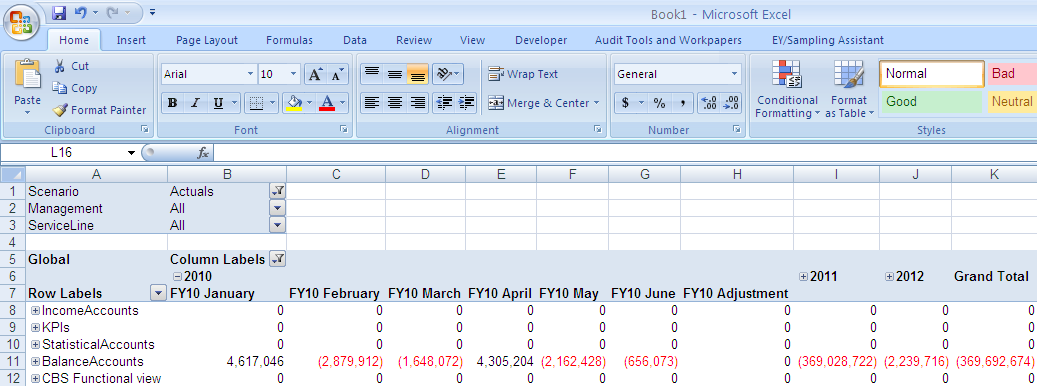 Book1 - Microsoft Excel
Home Insert Page Layout Formulas Data Review View Developer Audit Tools and Workpapers EY/Sampling Assistant
Paste Cut Copy Format Painter
Clipboard
Arial 10 A A
B I U A
Font
Wrap Text
Merge & Center
Alignment
General
$ % , .0 .00 .00 .0
Number
Conditional Formatting Format as Table
Normal Bad
Good Neutral
Styles
L16 fx
A B C D E F G H I J K
1 Scenario Actuals
2 Management All
3 ServiceLine All
4
5 Global Column Labels
6 2010 2011 2012 Grand Total
7 Row Labels FY10 January FY10 February FY10 March FY10 April FY10 May FY10 June FY10 Adjustment
8 IncomeAccounts 0 0 0 0 0 0 0 0 0 0
9 KPIs 0 0 0 0 0 0 0 0 0 0
10 StatisticalAccounts 0 0 0 0 0 0 0 0 0 0
11 BalanceAccounts 4,617,046 (2,879,912) (1,648,072) 4,305,204 (2,162,428) (656,073) 0 (369,028,722) (2,239,716) (369,692,674)
12 CBS Functional view 0 0 0 0 0 0 0 0 0 0